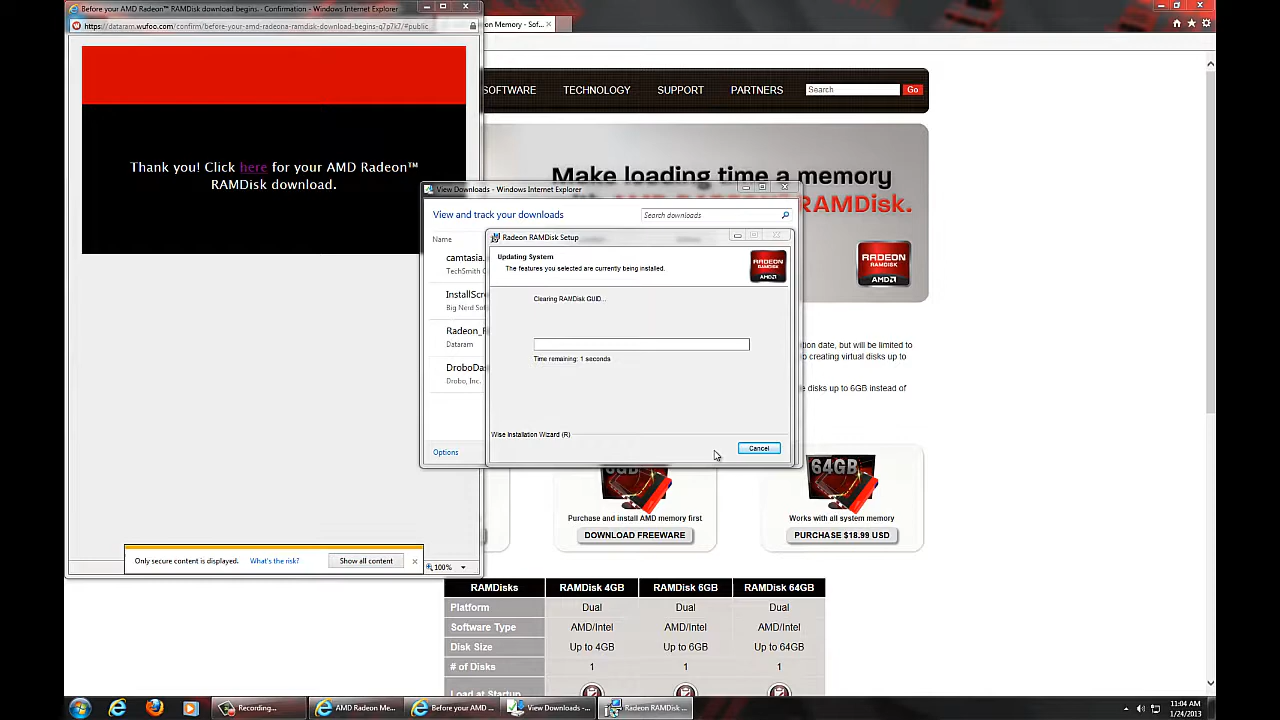 Before your AMD Radeon™ RAMDisk download begins. - Confirmation - Windows Internet Explorer
https://dataram.wufoo.com/confirm/before-your-amd-radeona-ramdisk-download-begins-q7p7k7/#public
Thank you! Click here for your AMD Radeon™
RAMDisk download.
Only secure content is displayed.
What's the risk?
Show all content
100%
on Memory - Sof...
SOFTWARE
TECHNOLOGY
SUPPORT
PARTNERS
Search
Go
Make loading time a memory
RAMDisk.
RADEON
RAMDISK
AMD
View Downloads - Windows Internet Explorer
View and track your downloads
Search downloads
Name
camtasia.
TechSmith C
InstallScre
Big Nerd Sof
Radeon_R
Dataram
DroboDas
Drobo, Inc.
Options
Radeon RAMDisk Setup
Updating System
The features you selected are currently being installed.
RADEON
RAMDISK
AMD
Clearing RAMDisk GUID...
Time remaining: 1 seconds
Wise Installation Wizard (R)
Cancel
tion date, but will be limited to
to creating virtual disks up to
disks up to 6GB instead of
Purchase and install AMD memory first
DOWNLOAD FREEWARE
64GB
Works with all system memory
PURCHASE $18.99 USD
RAMDisks RAMDisk 4GB RAMDisk 6GB RAMDisk 64GB
Platform Dual Dual Dual
Software Type AMD/Intel AMD/Intel AMD/Intel
Disk Size Up to 4GB Up to 6GB Up to 64GB
# of Disks 1 1 1
Load at Startup
Recording...
AMD Radeon Me...
Before your AMD ...
View Downloads -...
Radeon RAMDisk ...
11:04 AM
1/24/2013